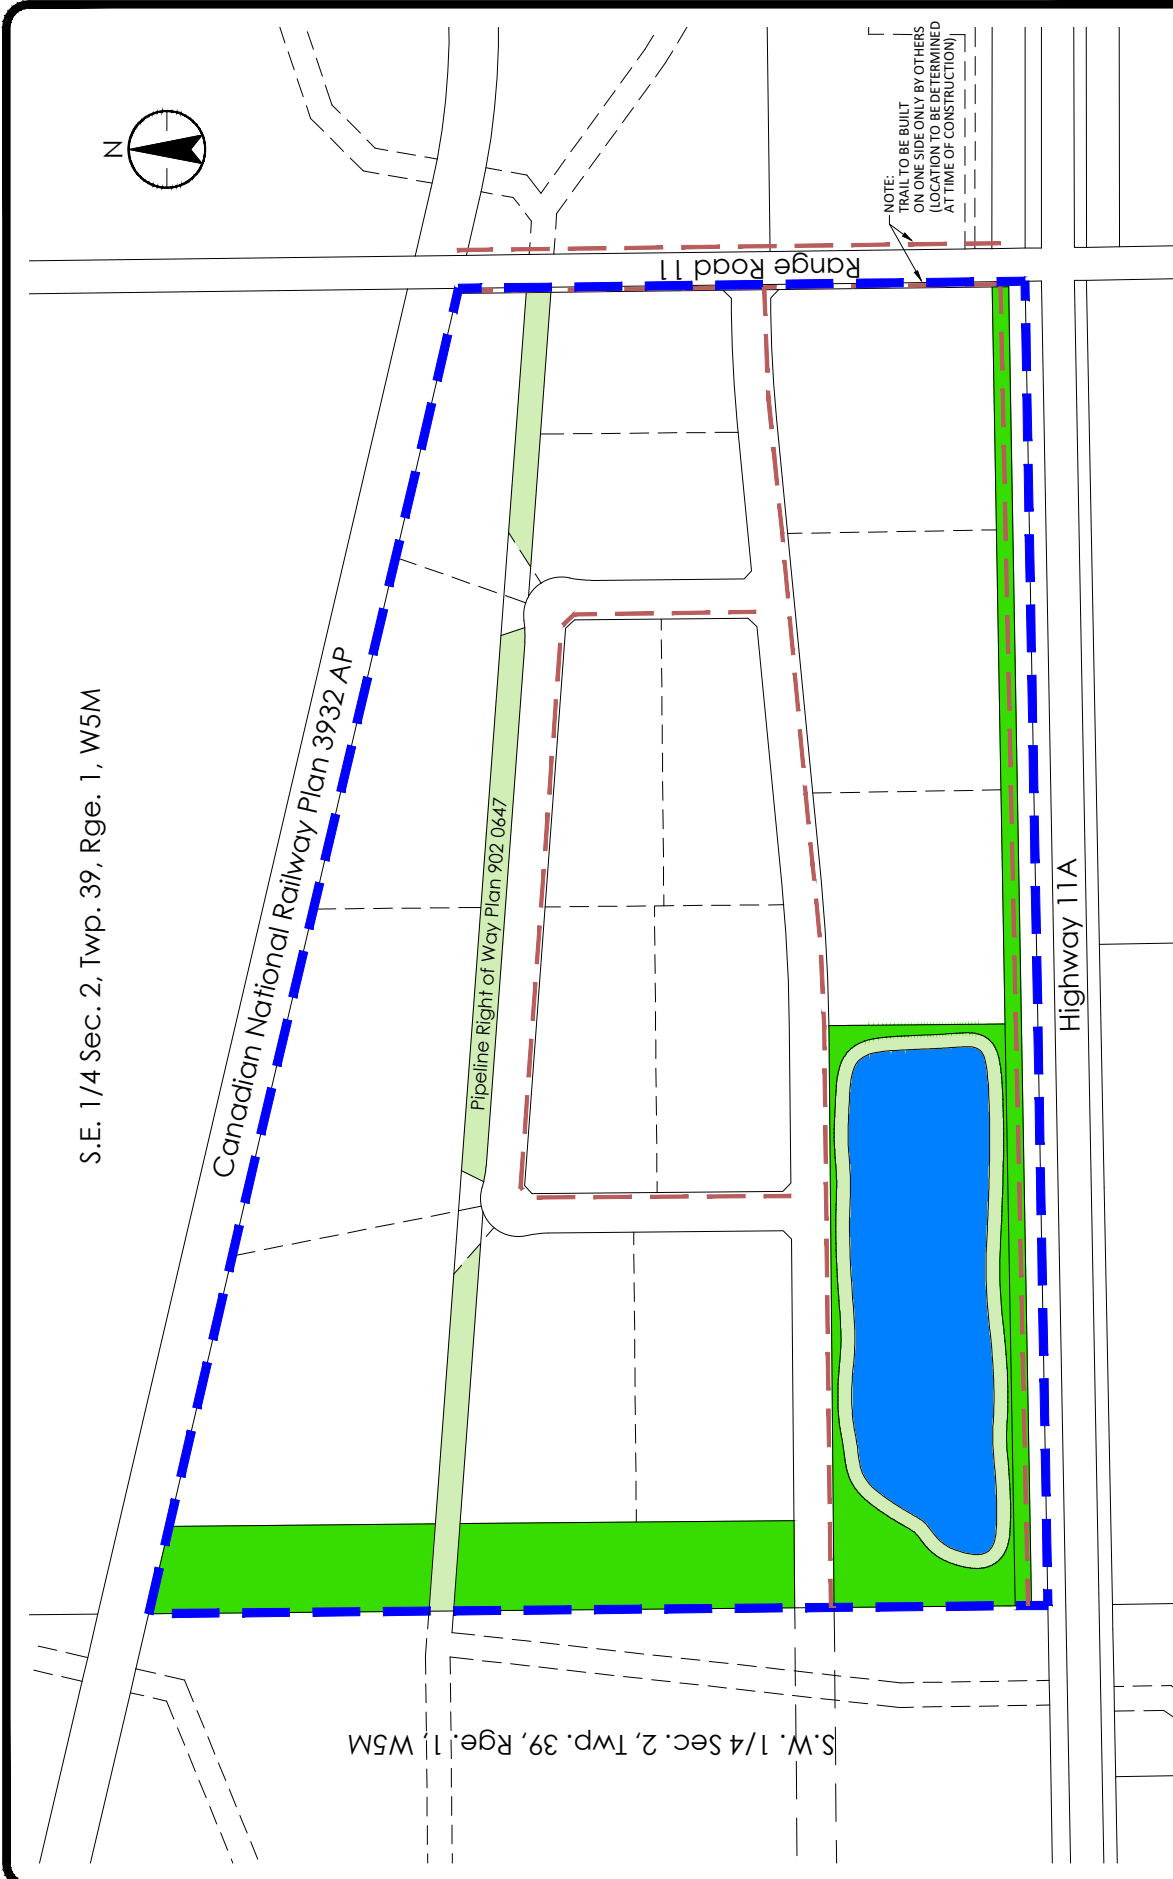 N
NOTE:
TRAIL TO BE BUILT
ON ONE SIDE ONLY BY OTHERS
(LOCATION TO BE DETERMINED
AT TIME OF CONSTRUCTION)
Range Road 11
S.E. 1/4 Sec. 2, Twp. 39, Rge. 1, W5M
Canadian National Railway Plan 3932 AP
Pipeline Right of Way Plan 902 0647
Highway 11A
S.W. 1/4 Sec. 2, Twp. 39, Rge. 1, W5M